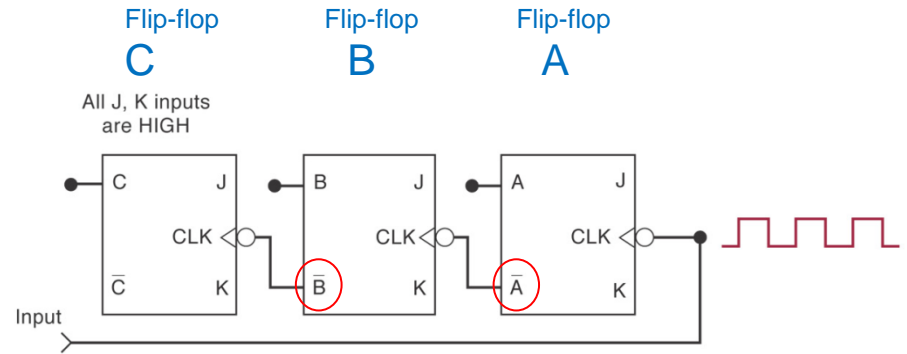 Flip-flop Flip-flop Flip-flop
C B A
All J, K inputs
are HIGH
C J B J A J
CLK CLK CLK
C̅ K B̅ K A̅ K
Input